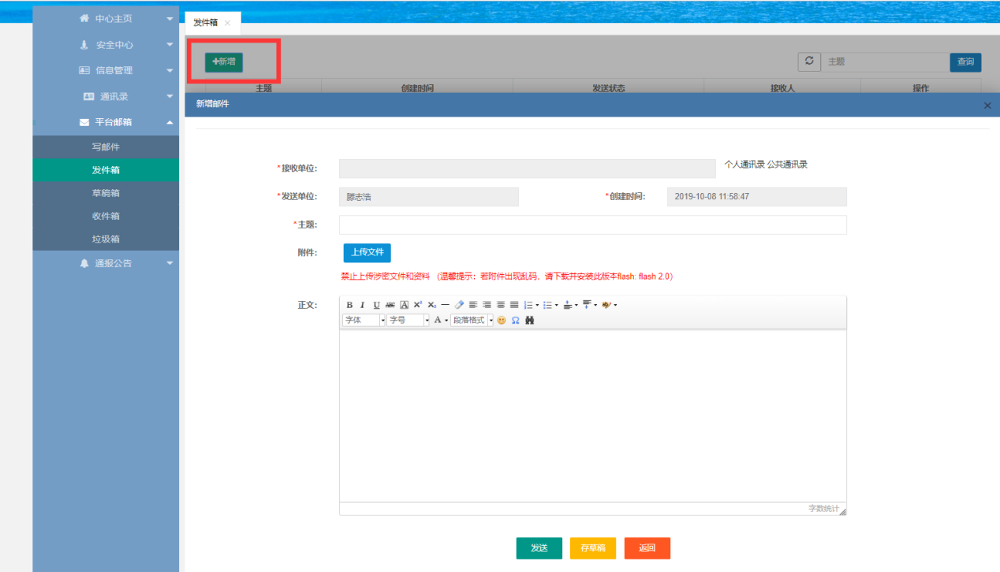 中心主页
安全中心
信息管理
通讯录
平台邮箱
写邮件
发件箱
草稿箱
收件箱
垃圾箱
通报公告
发件箱 ×
+新增
主题 查询
主题 创建时间 发送状态 接收人 操作
新增邮件 ×
*接收单位: 个人通讯录 公共通讯录
*发送单位: 滕志浩 *创建时间: 2019-10-08 11:58:47
*主题:
附件: 上传文件
禁止上传涉密文件和资料 （温馨提示：若附件出现乱码，请下载并安装此版本flash: flash 2.0）
正文: B I U ABC A X² X₂
字体 字号 A 段落格式 Ω
字数统计
发送 存草稿 返回